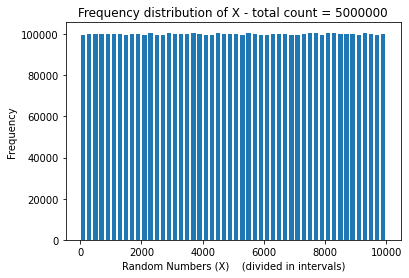 Frequency distribution of X - total count = 5000000
100000
80000
60000
40000
20000
0
Frequency
0 2000 4000 6000 8000 10000
Random Numbers (X) (divided in intervals)